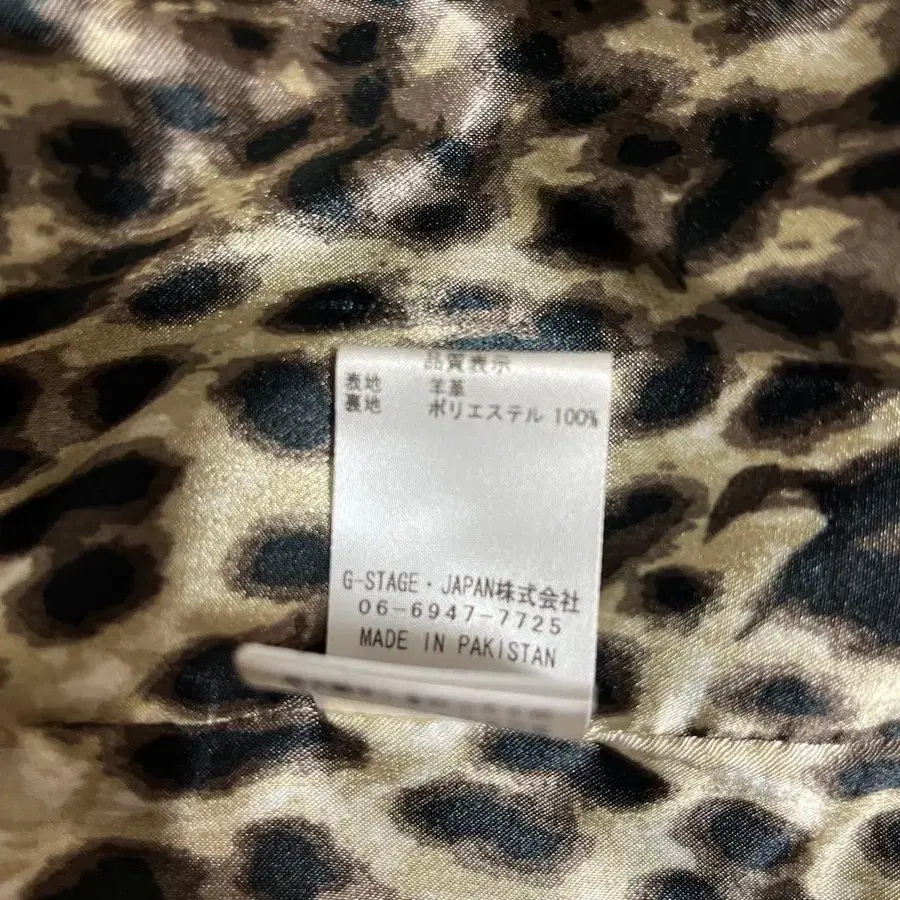 品質表示
表地 羊革
裏地 ポリエステル 100%
G-STAGE・JAPAN株式会社
06-6947-7725
MADE IN PAKISTAN